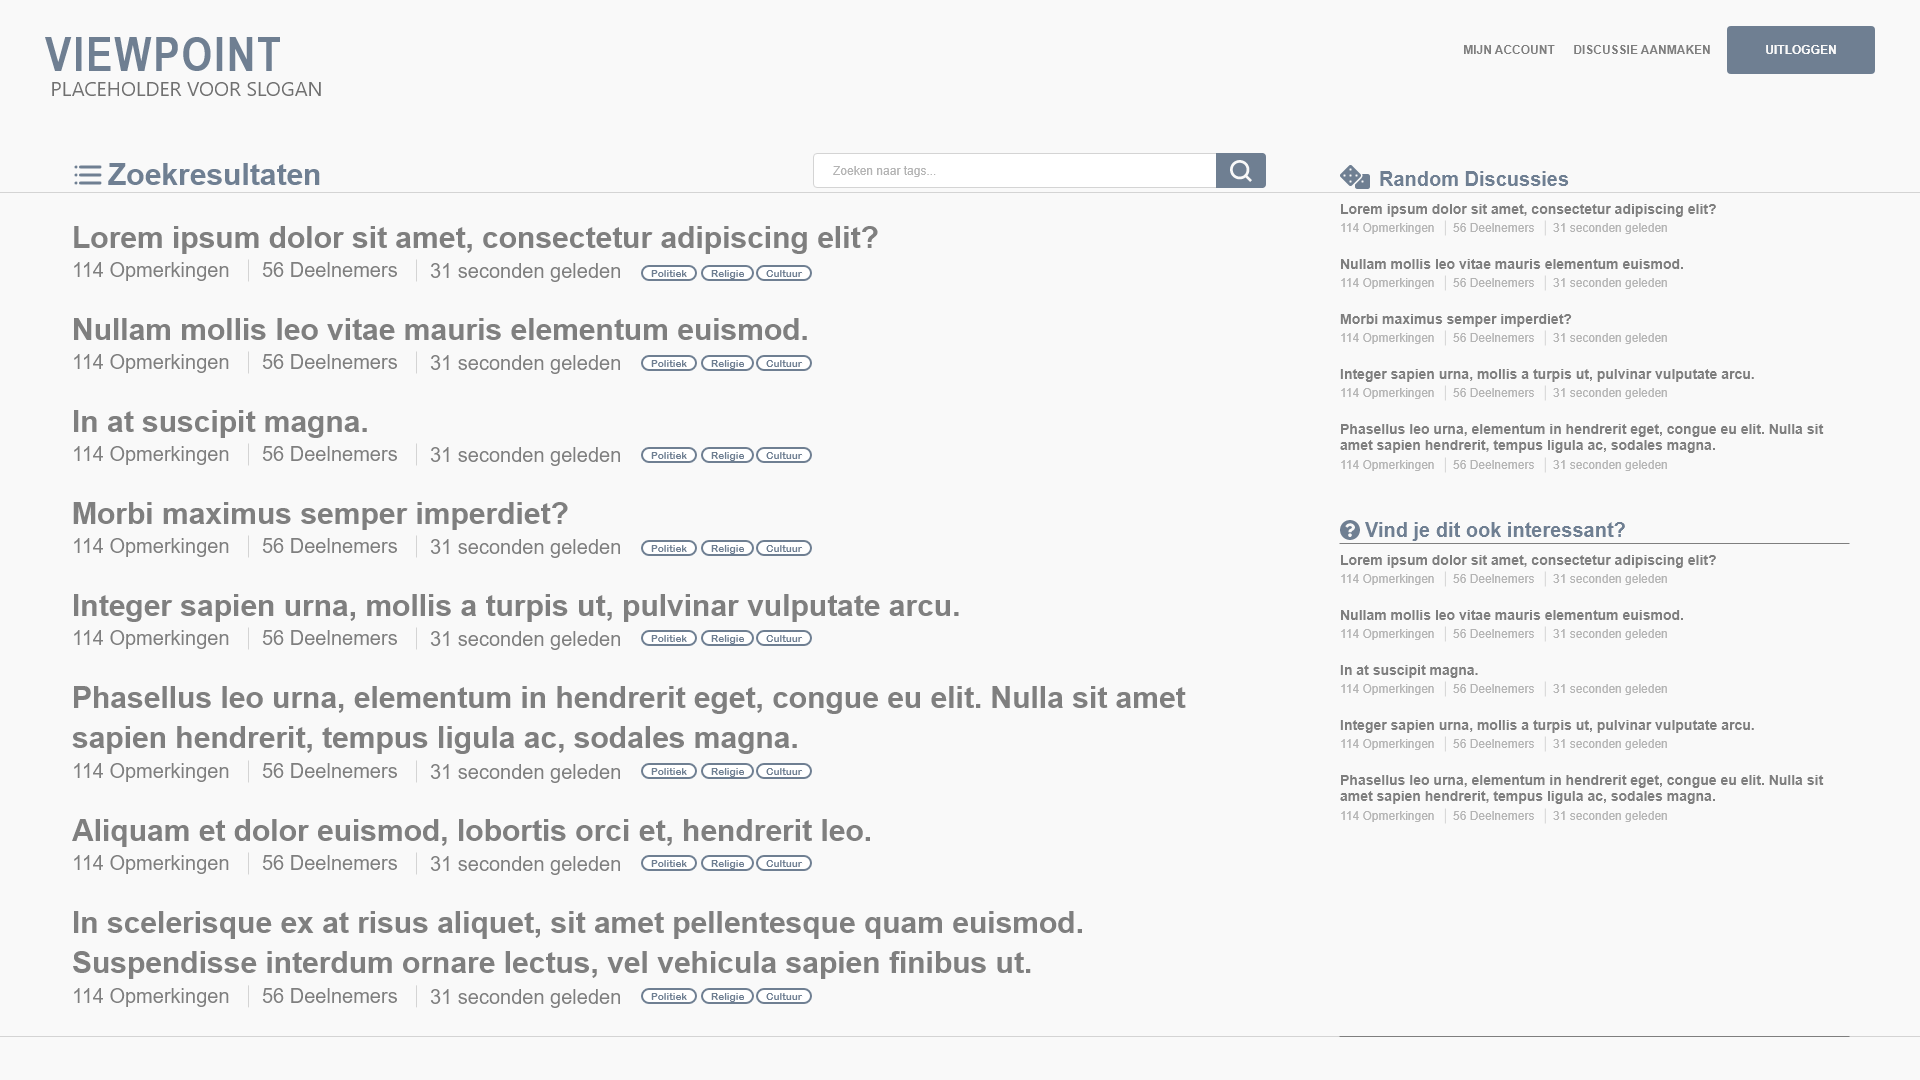 VIEWPOINT
PLACEHOLDER VOOR SLOGAN
MIJN ACCOUNT DISCUSSIE AANMAKEN UITLOGGEN
Zoekresultaten
Zoeken naar tags...
Lorem ipsum dolor sit amet, consectetur adipiscing elit?
114 Opmerkingen 56 Deelnemers 31 seconden geleden Politiek Religie Cultuur
Nullam mollis leo vitae mauris elementum euismod.
114 Opmerkingen 56 Deelnemers 31 seconden geleden Politiek Religie Cultuur
In at suscipit magna.
114 Opmerkingen 56 Deelnemers 31 seconden geleden Politiek Religie Cultuur
Morbi maximus semper imperdiet?
114 Opmerkingen 56 Deelnemers 31 seconden geleden Politiek Religie Cultuur
Integer sapien urna, mollis a turpis ut, pulvinar vulputate arcu.
114 Opmerkingen 56 Deelnemers 31 seconden geleden Politiek Religie Cultuur
Phasellus leo urna, elementum in hendrerit eget, congue eu elit. Nulla sit amet
sapien hendrerit, tempus ligula ac, sodales magna.
114 Opmerkingen 56 Deelnemers 31 seconden geleden Politiek Religie Cultuur
Aliquam et dolor euismod, lobortis orci et, hendrerit leo.
114 Opmerkingen 56 Deelnemers 31 seconden geleden Politiek Religie Cultuur
In scelerisque ex at risus aliquet, sit amet pellentesque quam euismod.
Suspendisse interdum ornare lectus, vel vehicula sapien finibus ut.
114 Opmerkingen 56 Deelnemers 31 seconden geleden Politiek Religie Cultuur
Random Discussies
Lorem ipsum dolor sit amet, consectetur adipiscing elit?
114 Opmerkingen 56 Deelnemers 31 seconden geleden
Nullam mollis leo vitae mauris elementum euismod.
114 Opmerkingen 56 Deelnemers 31 seconden geleden
Morbi maximus semper imperdiet?
114 Opmerkingen 56 Deelnemers 31 seconden geleden
Integer sapien urna, mollis a turpis ut, pulvinar vulputate arcu.
114 Opmerkingen 56 Deelnemers 31 seconden geleden
Phasellus leo urna, elementum in hendrerit eget, congue eu elit. Nulla sit
amet sapien hendrerit, tempus ligula ac, sodales magna.
114 Opmerkingen 56 Deelnemers 31 seconden geleden
Vind je dit ook interessant?
Lorem ipsum dolor sit amet, consectetur adipiscing elit?
114 Opmerkingen 56 Deelnemers 31 seconden geleden
Nullam mollis leo vitae mauris elementum euismod.
114 Opmerkingen 56 Deelnemers 31 seconden geleden
In at suscipit magna.
114 Opmerkingen 56 Deelnemers 31 seconden geleden
Integer sapien urna, mollis a turpis ut, pulvinar vulputate arcu.
114 Opmerkingen 56 Deelnemers 31 seconden geleden
Phasellus leo urna, elementum in hendrerit eget, congue eu elit. Nulla sit
amet sapien hendrerit, tempus ligula ac, sodales magna.
114 Opmerkingen 56 Deelnemers 31 seconden geleden